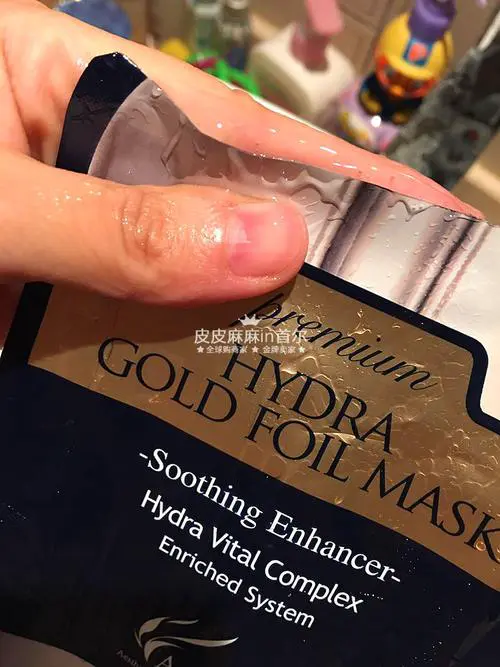 皮皮麻麻in首尔
★ 全球购商家 ★ 金牌卖家 ★
premium
HYDRA
GOLD FOIL MASK
-Soothing Enhancer-
Hydra Vital Complex
Enriched System